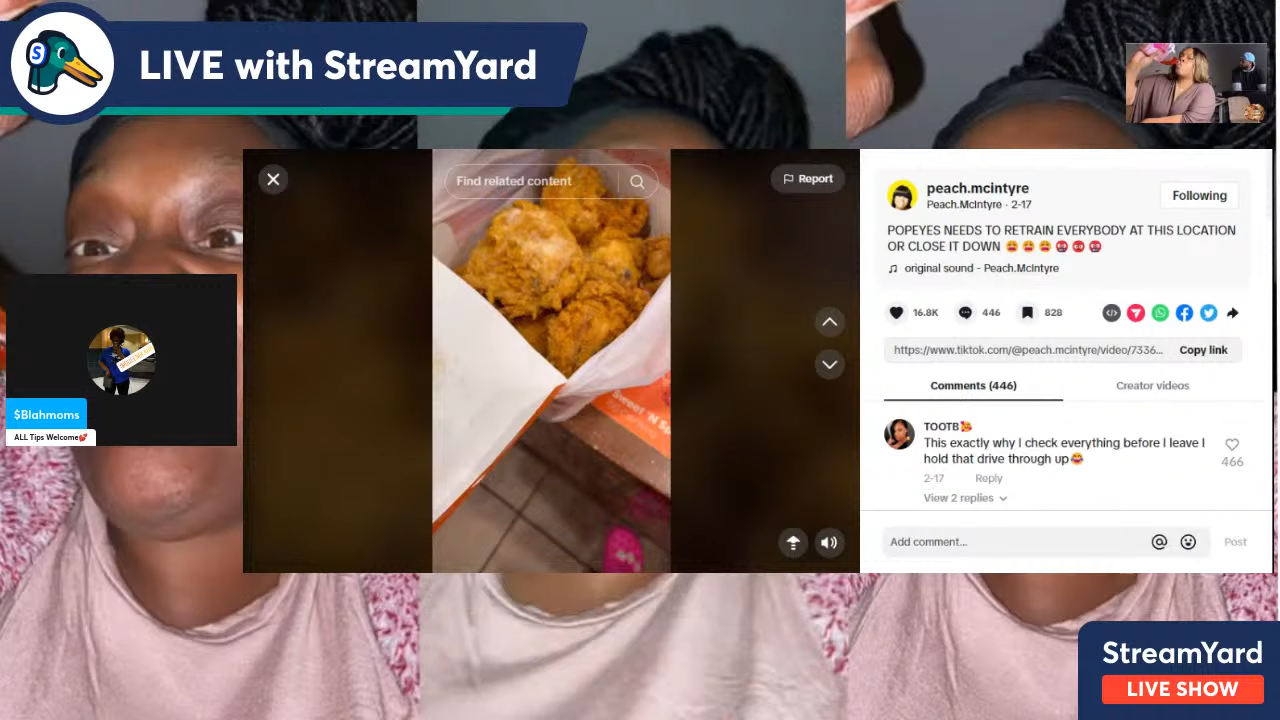 LIVE with StreamYard
S
Find related content
Report
peach.mcintyre
Peach.McIntyre · 2-17
Following
POPEYES NEEDS TO RETRAIN EVERYBODY AT THIS LOCATION
OR CLOSE IT DOWN 😩😩😩🤬🤬🤬
original sound - Peach.McIntyre
16.8K
446
828
https://www.tiktok.com/@peach.mcintyre/video/7336...
Copy link
Comments (446)
Creator videos
TOOTB🥰
This exactly why I check everything before I leave I
hold that drive through up😂
466
2-17
Reply
View 2 replies
Add comment...
Post
Sweet 'N Sp
$Blahmoms
ALL Tips Welcome💕
StreamYard
LIVE SHOW